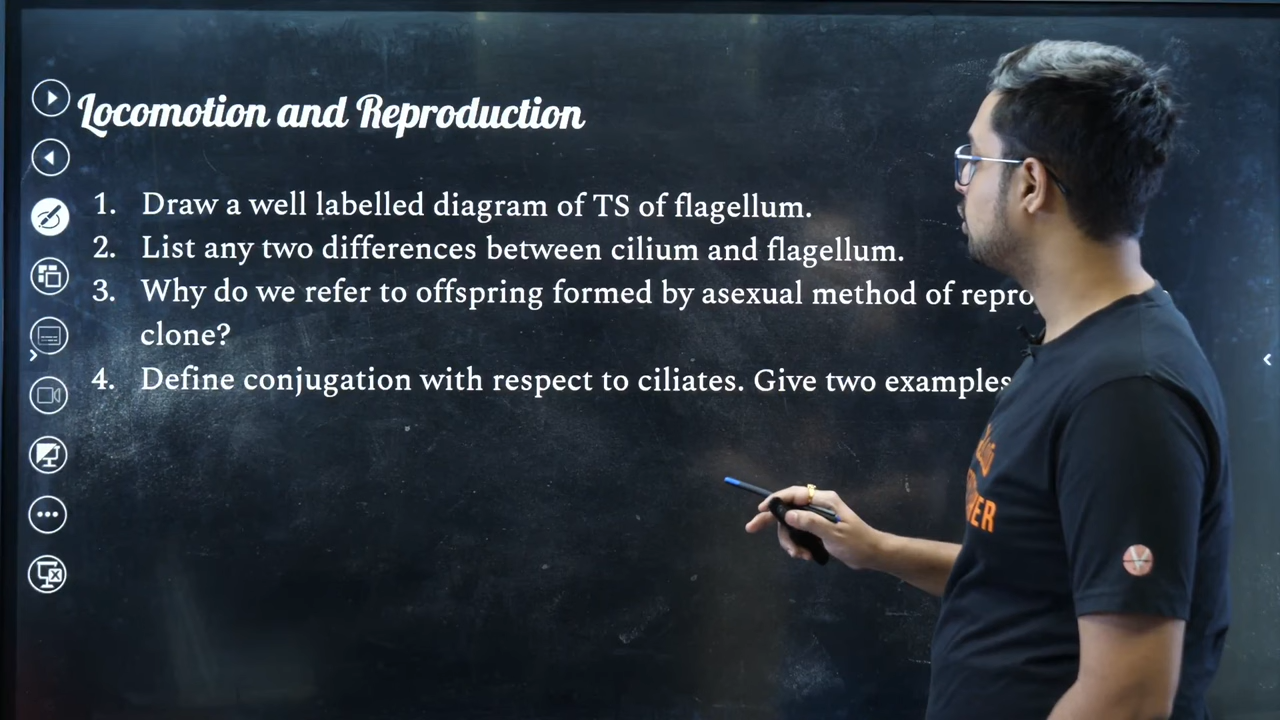 Locomotion and Reproduction
1. Draw a well labelled diagram of TS of flagellum.
2. List any two differences between cilium and flagellum.
3. Why do we refer to offspring formed by asexual method of
clone?
4. Define conjugation with respect to ciliates. Give two examples